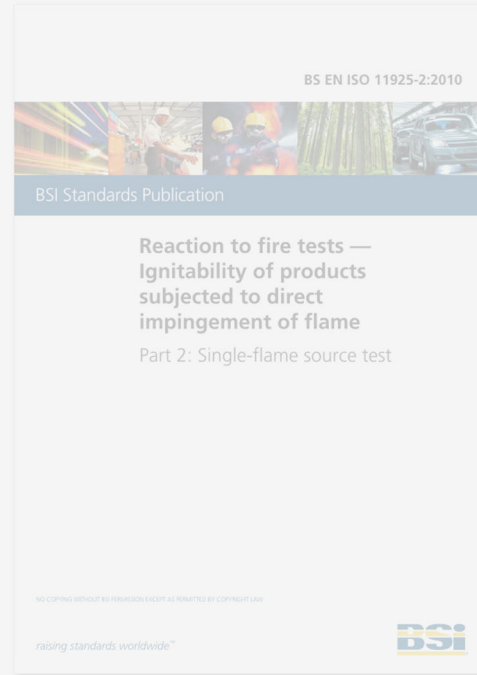 BS EN ISO 11925-2:2010
BSI Standards Publication
Reaction to fire tests —
Ignitability of products
subjected to direct
impingement of flame
Part 2: Single-flame source test
NO COPYING WITHOUT BSI PERMISSION EXCEPT AS PERMITTED BY COPYRIGHT LAW
raising standards worldwide™
BSi